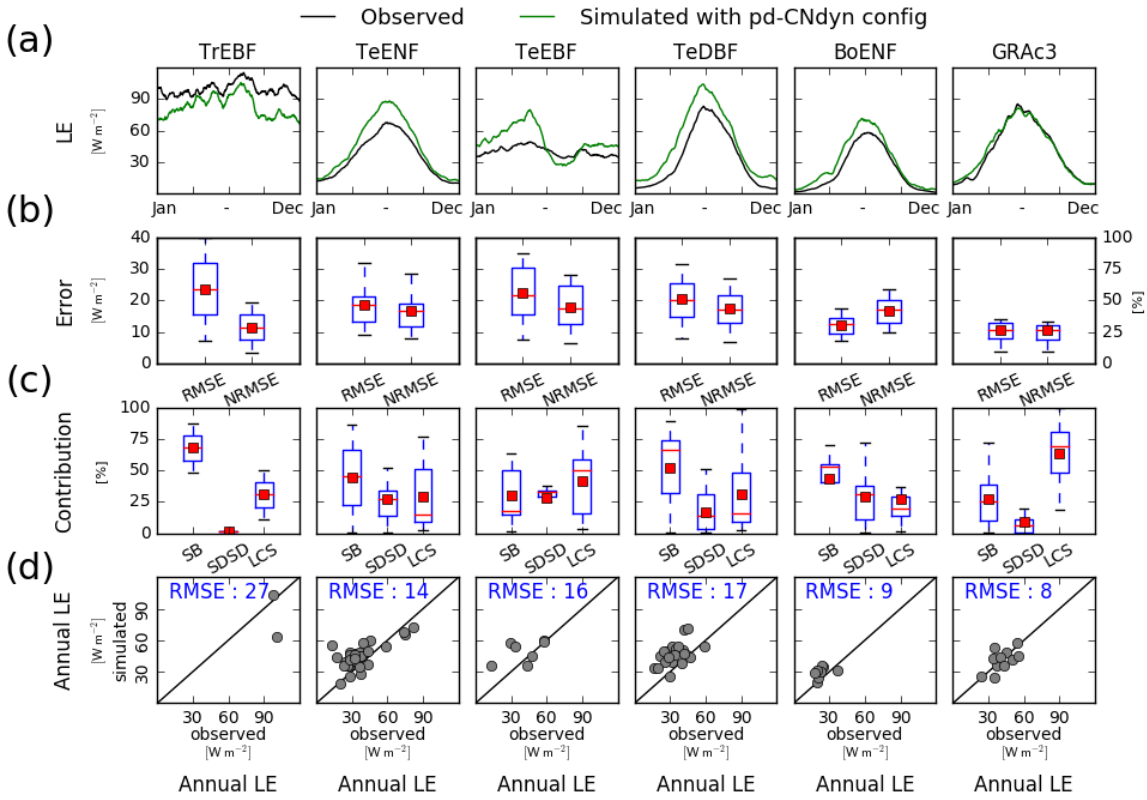 Observed Simulated with pd-CNdyn config
(a)
TrEBF TeENF TeEBF TeDBF BoENF GRAc3
LE
[W m⁻²]
90
60
30
Jan - Dec Jan - Dec Jan - Dec Jan - Dec Jan - Dec Jan - Dec
(b)
Error
[W m⁻²]
40
30
20
10
0
100
75
50
25
0
[%]
RMSE NRMSE RMSE NRMSE RMSE NRMSE RMSE NRMSE RMSE NRMSE RMSE NRMSE
(c)
Contribution
[%]
100
75
50
25
0
SB SDSD LCS SB SDSD LCS SB SDSD LCS SB SDSD LCS SB SDSD LCS SB SDSD LCS
(d)
Annual LE
[W m⁻²]
simulated
RMSE : 27 RMSE : 14 RMSE : 16 RMSE : 17 RMSE : 9 RMSE : 8
90
60
30
30 60 90 30 60 90 30 60 90 30 60 90 30 60 90 30 60 90
observed observed observed observed observed observed
[W m⁻²] [W m⁻²] [W m⁻²] [W m⁻²] [W m⁻²] [W m⁻²]
Annual LE Annual LE Annual LE Annual LE Annual LE Annual LE